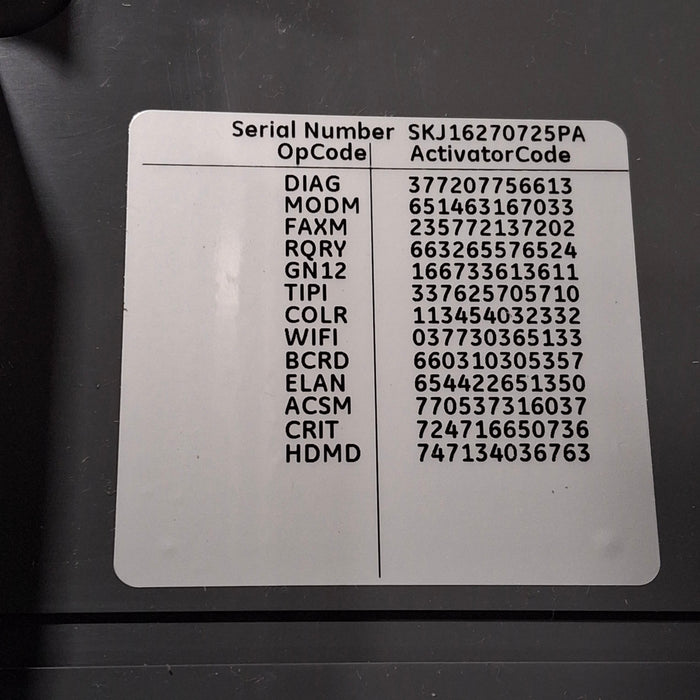 Serial Number SKJ16270725PA
OpCode ActivatorCode
DIAG 377207756613
MODM 651463167033
FAXM 235772137202
RQRY 663265576524
GN12 166733613611
TIPI 337625705710
COLR 113454032332
WIFI 037730365133
BCRD 660310305357
ELAN 654422651350
ACSM 770537316037
CRIT 724716650736
HDMD 747134036763